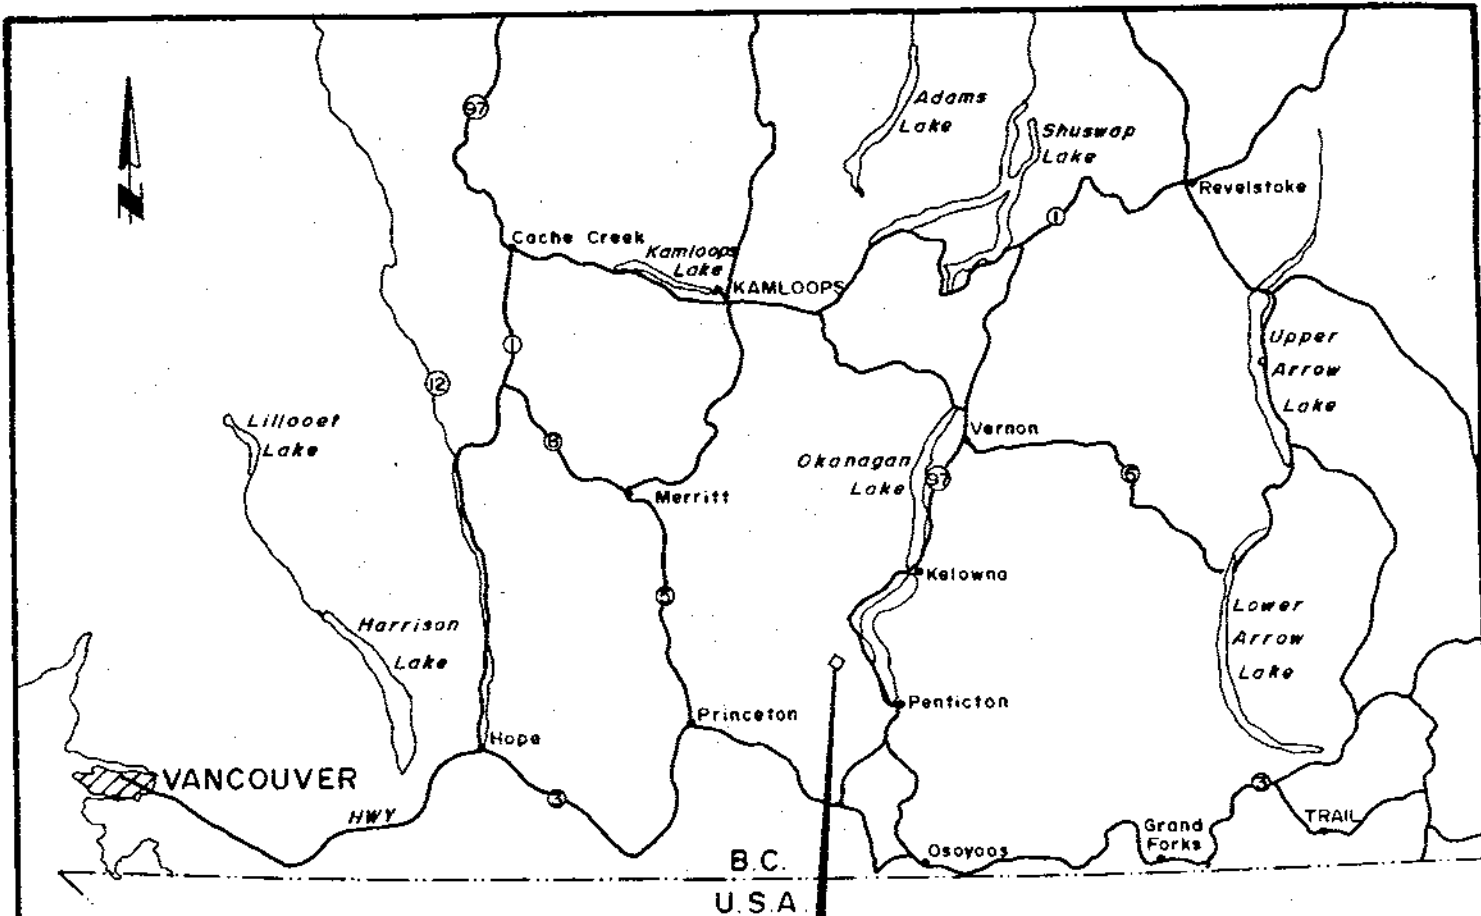 97
Adams
Lake
Shuswap
Lake
Revelstoke
1
Cache Creek
Kamloops
Lake
KAMLOOPS
1
12
Upper
Arrow
Lake
Lillooet
Lake
8
Vernon
Okanagan
Lake
97
6
Merritt
Kelowna
5
Lower
Arrow
Lake
Harrison
Lake
Penticton
Princeton
Hope
VANCOUVER
HWY
3
3
TRAIL
Grand
Forks
Osoyoos
B.C.
U.S.A.
N